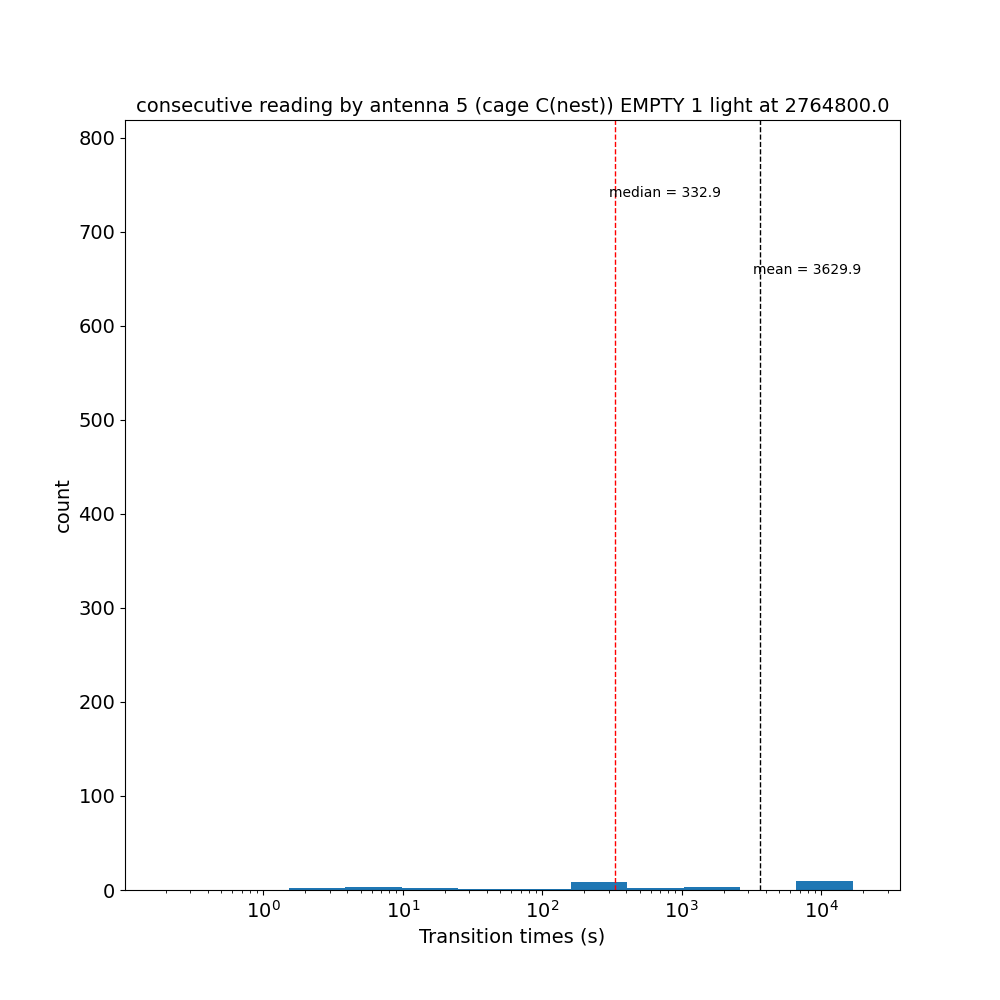 consecutive reading by antenna 5 (cage C(nest)) EMPTY 1 light at 2764800.0
800
median = 332.9
700
mean = 3629.9
600
500
count
400
300
200
100
0
10⁰ 10¹ 10² 10³ 10⁴
Transition times (s)